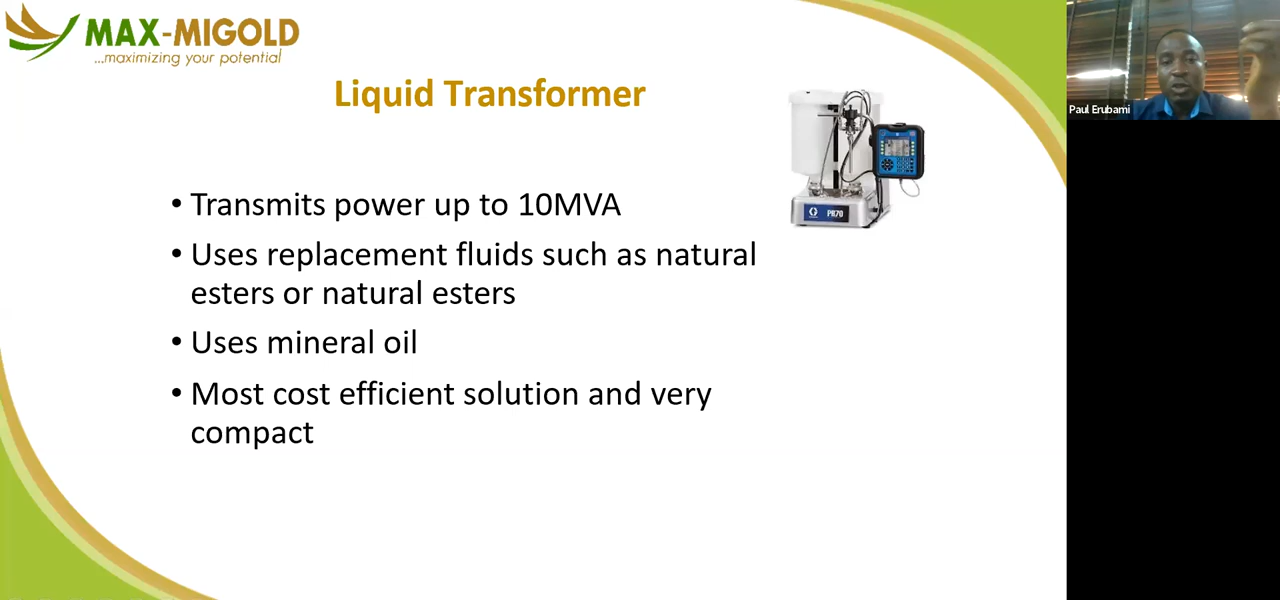 MAX-MIGOLD
...maximizing your potential
Liquid Transformer
Paul Erubami
• Transmits power up to 10MVA
• Uses replacement fluids such as natural
esters or natural esters
• Uses mineral oil
• Most cost efficient solution and very
compact
PR70